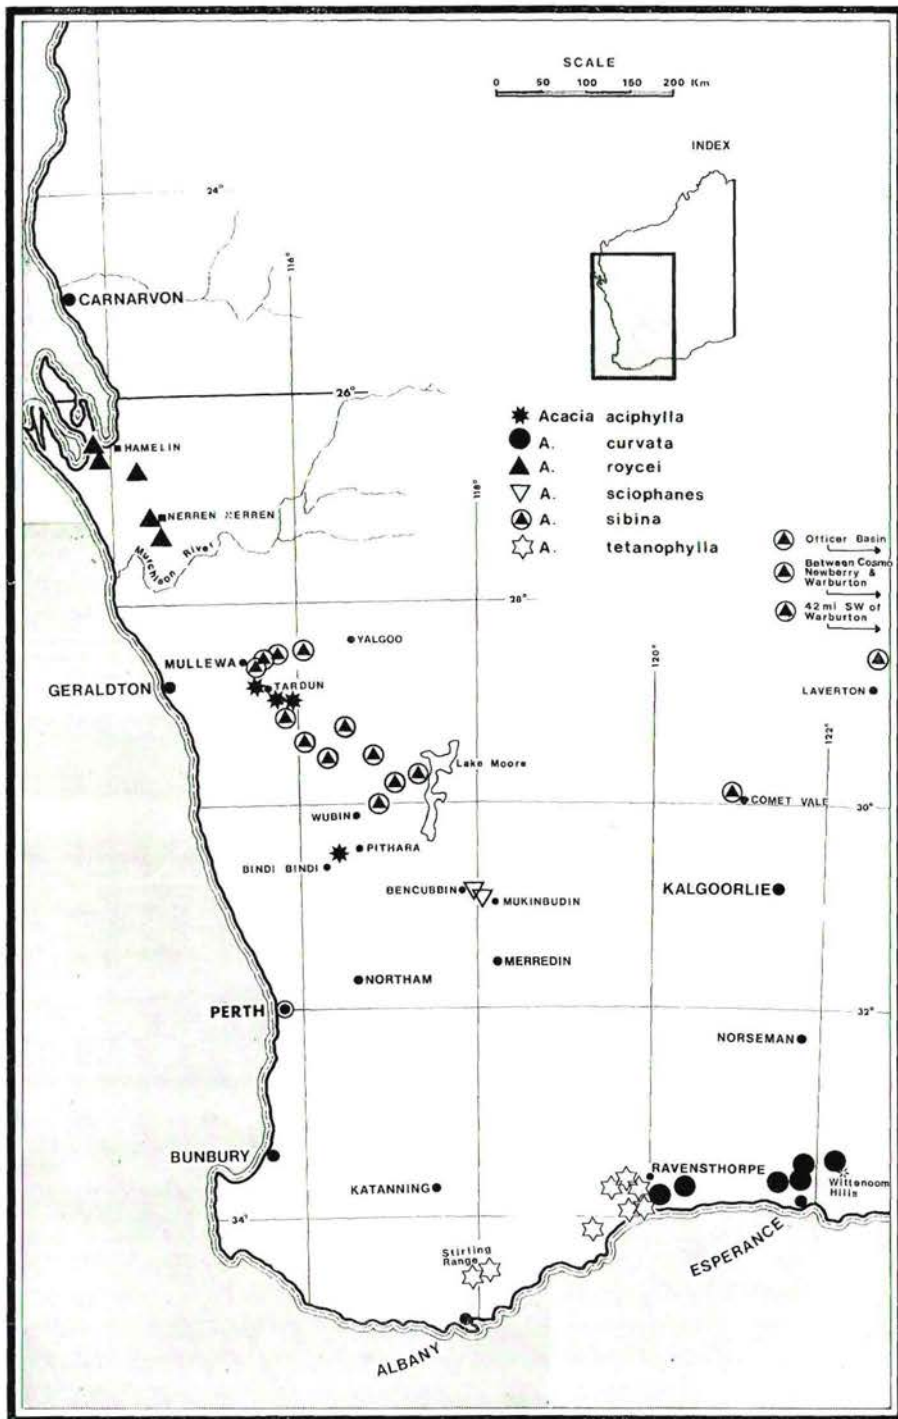 SCALE
0 50 100 150 200 Km
INDEX
24°
116°
CARNARVON
26°
HAMELIN
NERREN NERREN
Murchison River
Acacia aciphylla
A. curvata
A. roycei
A. sciophanes
A. sibina
A. tetanophylla
118°
Officer Basin
Between Cosmo
Newberry &
Warburton
42mi SW of
Warburton
28°
YALGOO
120°
MULLEWA
TARDUN
GERALDTON
LAVERTON
122°
Lake Moore
COMET VALE
30°
WUBIN
PITHARA
BINDI BINDI
BENCUBBIN
MUKINBUDIN
KALGOORLIE
MERREDIN
NORTHAM
PERTH
32°
NORSEMAN
BUNBURY
RAVENSTHORPE
Wittenoom
Hills
KATANNING
34°
Stirling
Range
ESPERANCE
ALBANY